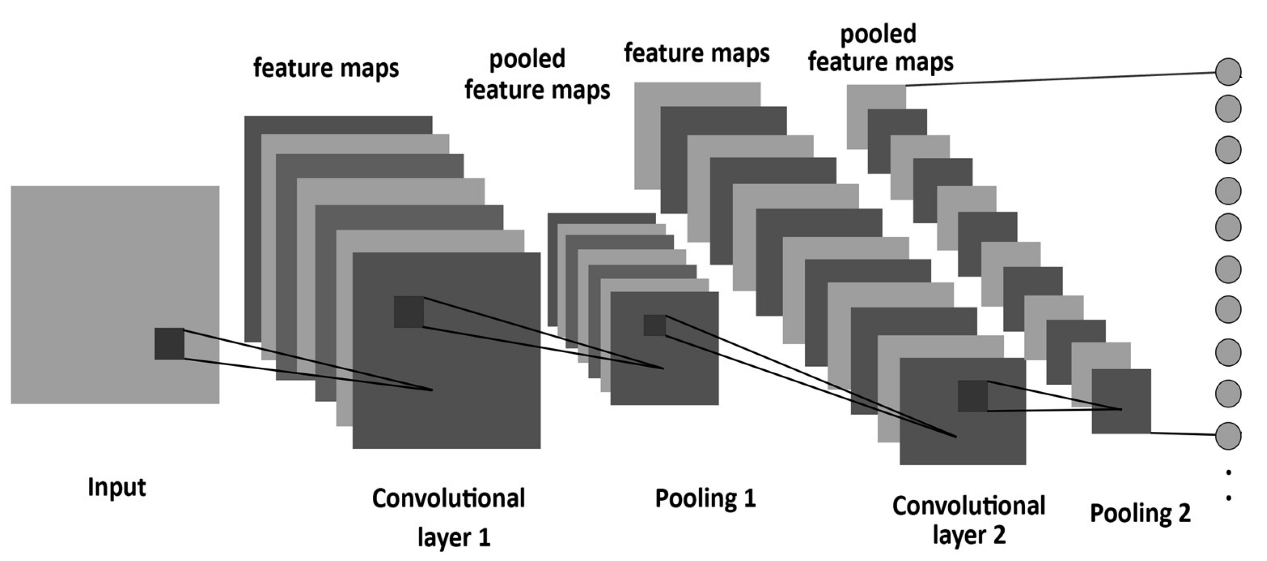 feature maps
pooled
feature maps
feature maps
pooled
feature maps
Input
Convolutional
layer 1
Pooling 1
Convolutional
layer 2
Pooling 2